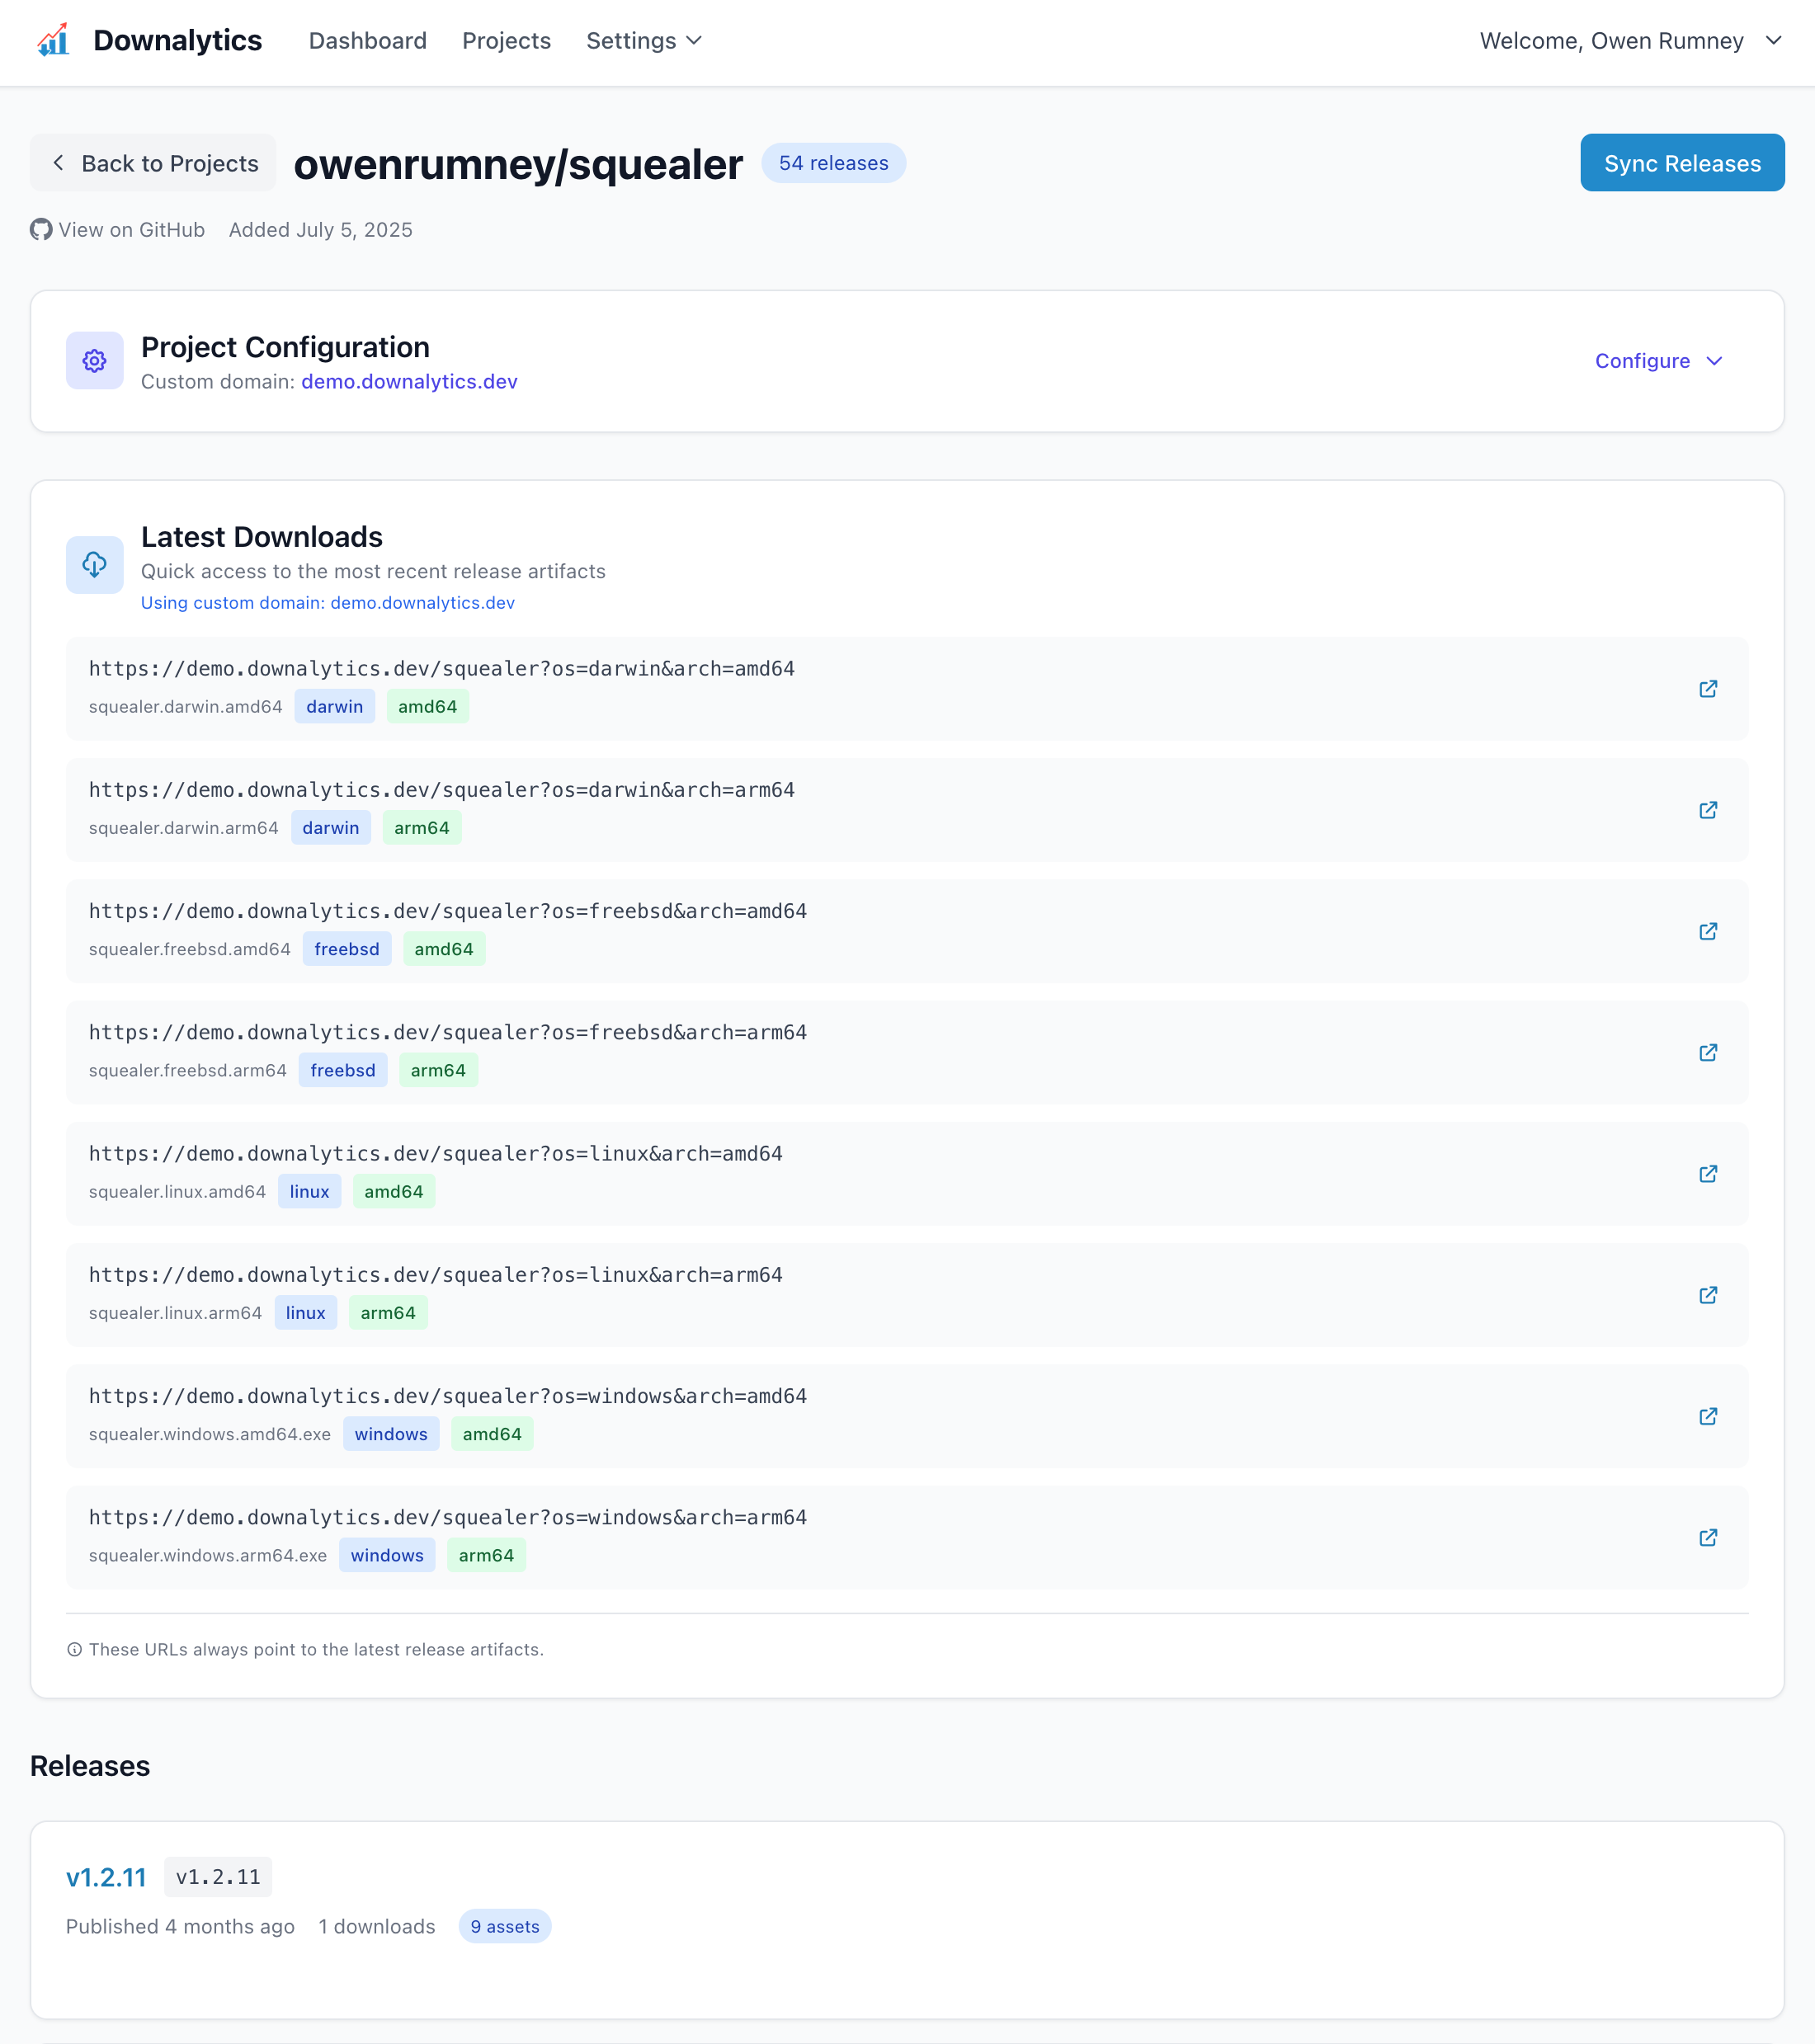 Downalytics Dashboard Projects Settings Welcome, Owen Rumney
Back to Projects owenrumney/squealer 54 releases Sync Releases
View on GitHub Added July 5, 2025
Project Configuration
Custom domain: demo.downalytics.dev
Configure
Latest Downloads
Quick access to the most recent release artifacts
Using custom domain: demo.downalytics.dev
https://demo.downalytics.dev/squealer?os=darwin&arch=amd64
squealer.darwin.amd64 darwin amd64
https://demo.downalytics.dev/squealer?os=darwin&arch=arm64
squealer.darwin.arm64 darwin arm64
https://demo.downalytics.dev/squealer?os=freebsd&arch=amd64
squealer.freebsd.amd64 freebsd amd64
https://demo.downalytics.dev/squealer?os=freebsd&arch=arm64
squealer.freebsd.arm64 freebsd arm64
https://demo.downalytics.dev/squealer?os=linux&arch=amd64
squealer.linux.amd64 linux amd64
https://demo.downalytics.dev/squealer?os=linux&arch=arm64
squealer.linux.arm64 linux arm64
https://demo.downalytics.dev/squealer?os=windows&arch=amd64
squealer.windows.amd64.exe windows amd64
https://demo.downalytics.dev/squealer?os=windows&arch=arm64
squealer.windows.arm64.exe windows arm64
These URLs always point to the latest release artifacts.
Releases
v1.2.11 v1.2.11
Published 4 months ago 1 downloads 9 assets